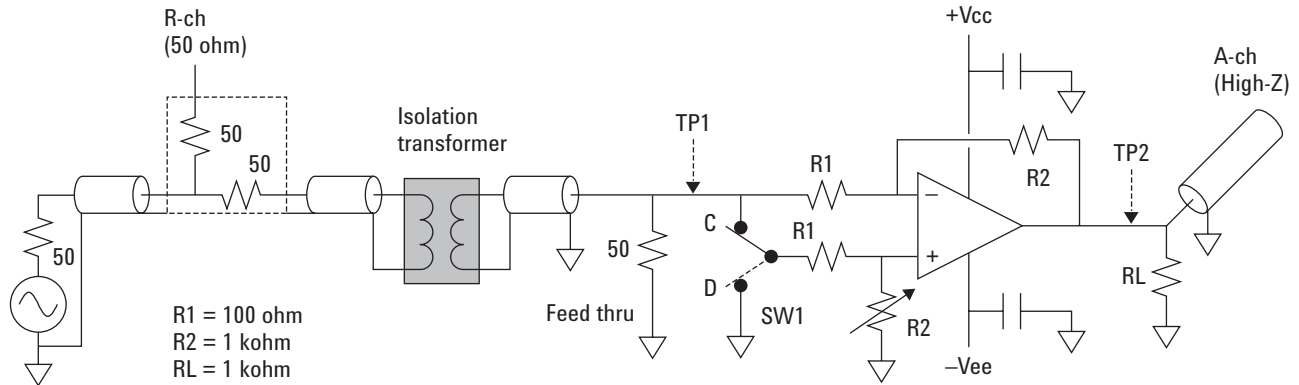 R-ch
(50 ohm)
50
50
50
Isolation
transformer
R1 = 100 ohm
R2 = 1 kohm
RL = 1 kohm
TP1
50
Feed thru
C
D
SW1
R1
R1
+Vcc
–
+
R2
R2
–Vee
TP2
RL
A-ch
(High-Z)